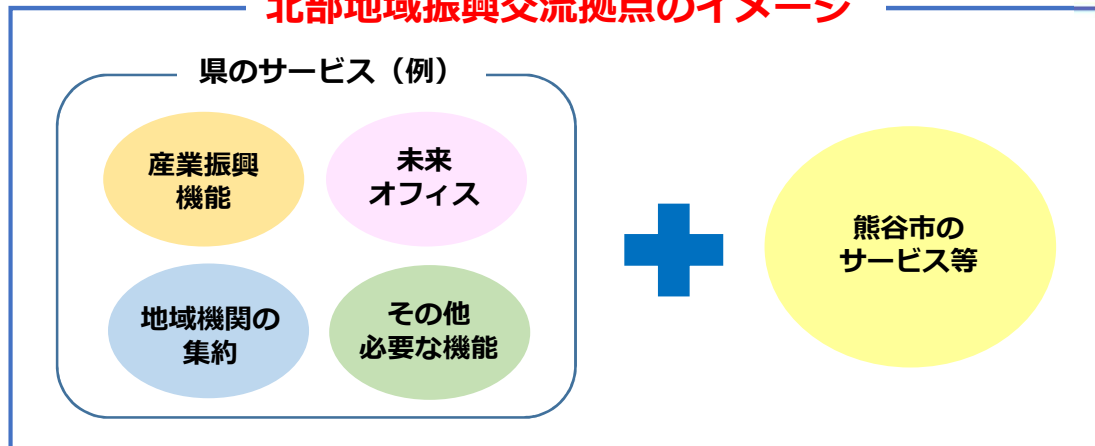 北部地域振興交流拠点のイメージ
県のサービス（例）
産業振興
機能
未来
オフィス
地域機関の
集約
その他
必要な機能
熊谷市の
サービス等